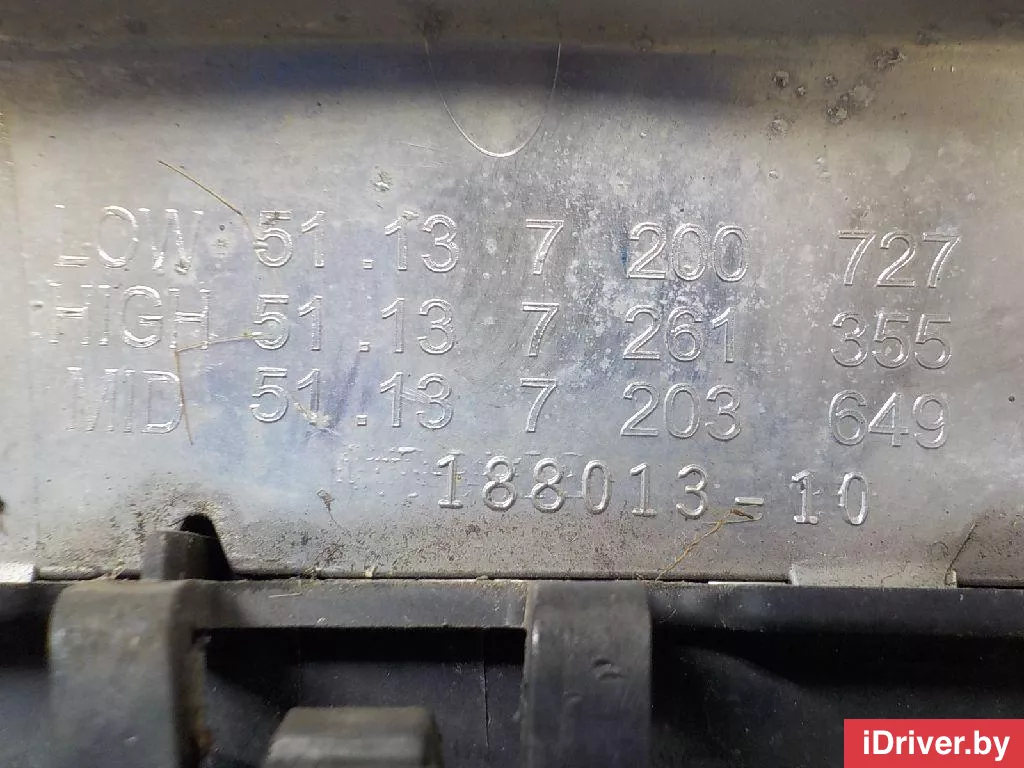 LOW 51.13 7 200 727
HIGH 51.13 7 261 355
MID 51.13 7 203 649
188013-10
iDriver.by